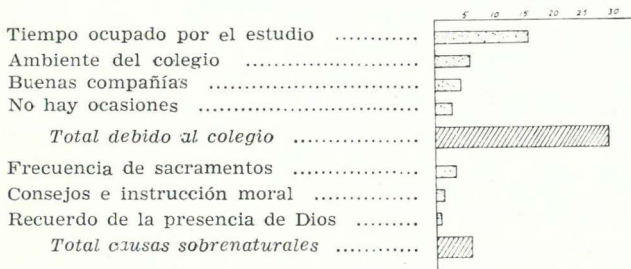 5 10 15 20 25 30
Tiempo ocupado por el estudio ............
Ambiente del colegio ........................
Buenas compañías ............................
No hay ocasiones ..............................
Total debido al colegio ................
Frecuencia de sacramentos .................
Consejos e instrucción moral .............
Recuerdo de la presencia de Dios .........
Total causas sobrenaturales ............